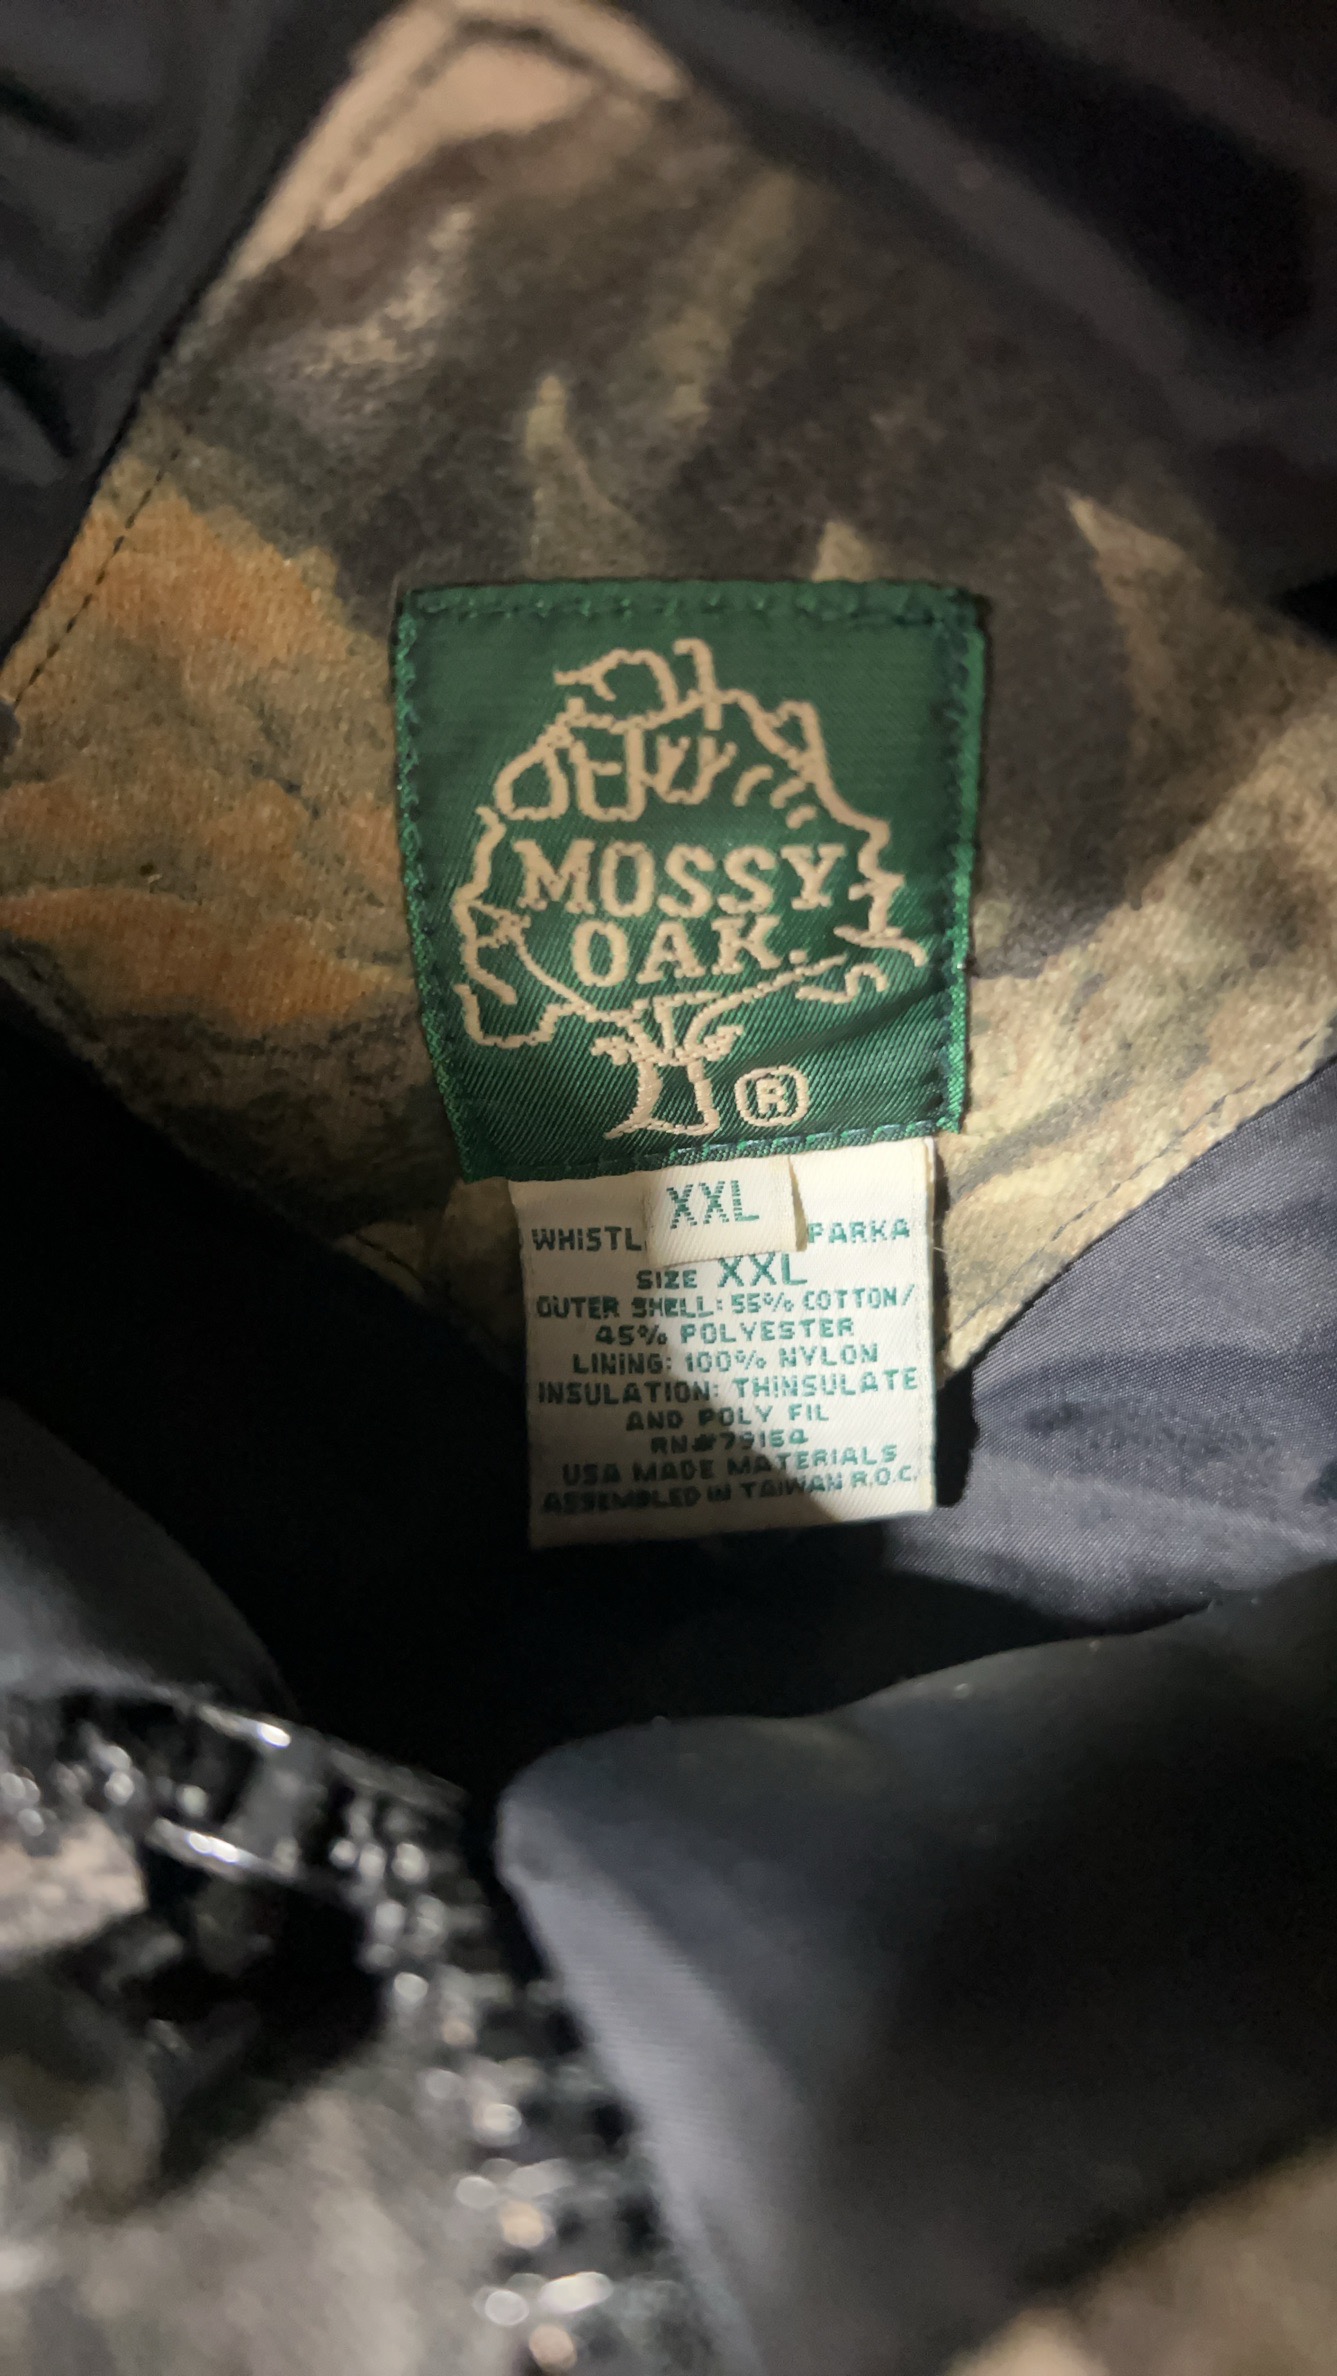 MOSSY
OAK.
®
XXL
WHISTL PARKA
SIZE XXL
OUTER SHELL: 55% COTTON/
45% POLYESTER
LINING: 100% NYLON
INSULATION: THINSULATE
AND POLY FIL
RN#79164
USA MADE MATERIALS
ASSEMBLED IN TAIWAN R.O.C.